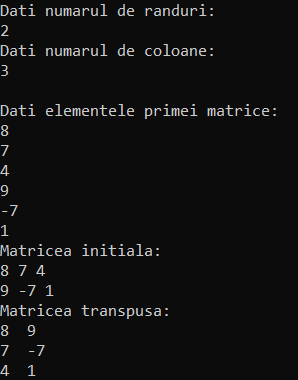 Dati numarul de randuri:
2
Dati numarul de coloane:
3
Dati elementele primei matrice:
8
7
4
9
-7
1
Matricea initiala:
8 7 4
9 -7 1
Matricea transpusa:
8  9
7  -7
4  1